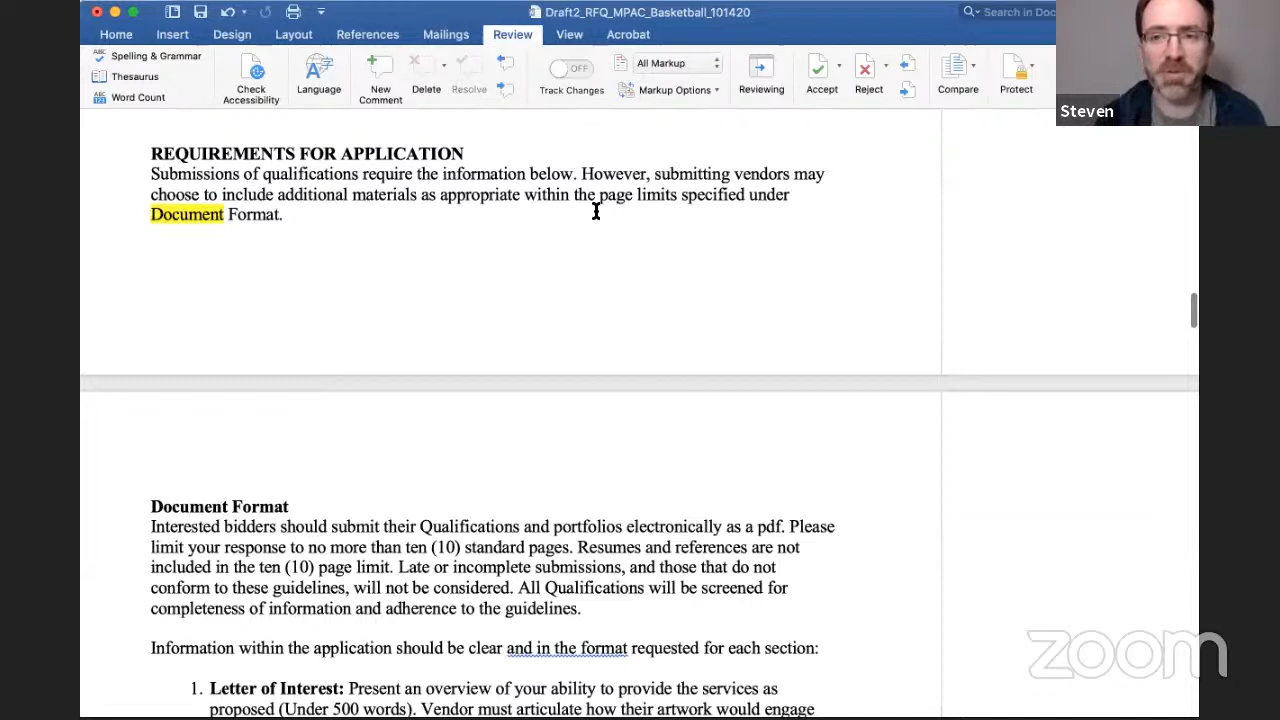 Draft2_RFQ_MPAC_Basketball_101420
Search in Doc
Home Insert Design Layout References Mailings Review View Acrobat
ABC Spelling & Grammar
Thesaurus
ABC 123 Word Count
Check Accessibility
Language
New Comment
Delete
Resolve
OFF
Track Changes
All Markup
Markup Options
Reviewing
Accept
Reject
Compare
Protect
Steven
REQUIREMENTS FOR APPLICATION
Submissions of qualifications require the information below. However, submitting vendors may
choose to include additional materials as appropriate within the page limits specified under
Document Format.
Document Format
Interested bidders should submit their Qualifications and portfolios electronically as a pdf. Please
limit your response to no more than ten (10) standard pages. Resumes and references are not
included in the ten (10) page limit. Late or incomplete submissions, and those that do not
conform to these guidelines, will not be considered. All Qualifications will be screened for
completeness of information and adherence to the guidelines.
Information within the application should be clear and in the format requested for each section:
1. Letter of Interest: Present an overview of your ability to provide the services as
proposed (Under 500 words). Vendor must articulate how their artwork would engage
zoom